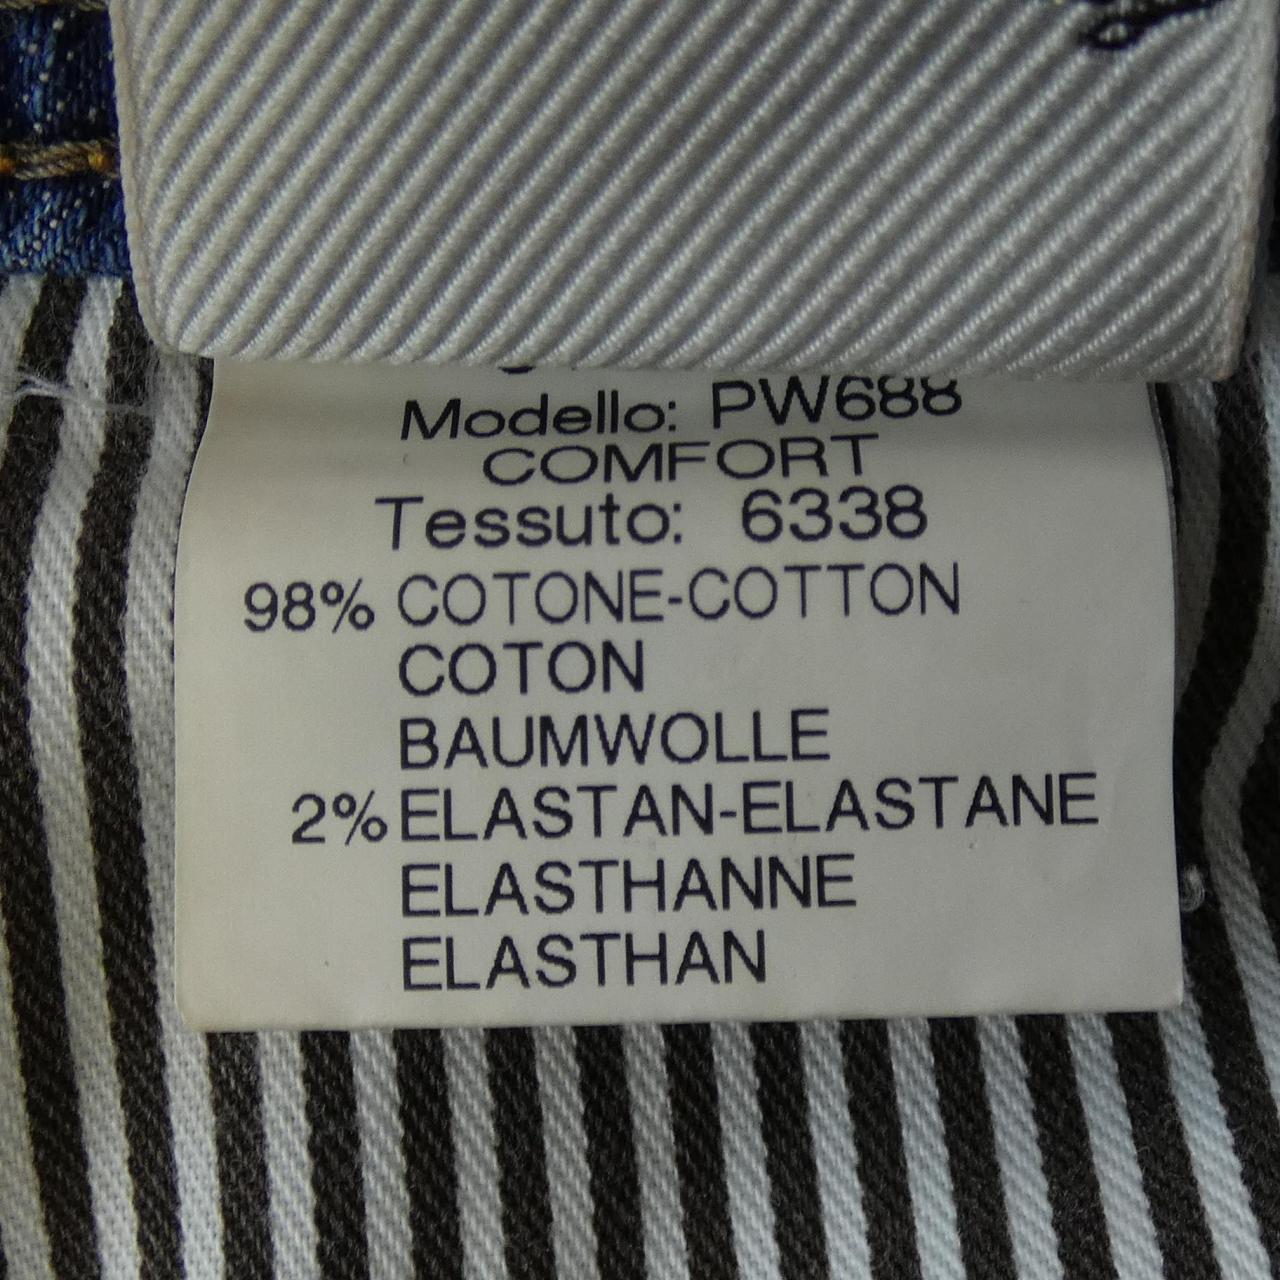 Modello: PW688
COMFORT
Tessuto: 6338
98% COTONE-COTTON
COTON
BAUMWOLLE
2% ELASTAN-ELASTANE
ELASTHANNE
ELASTHAN